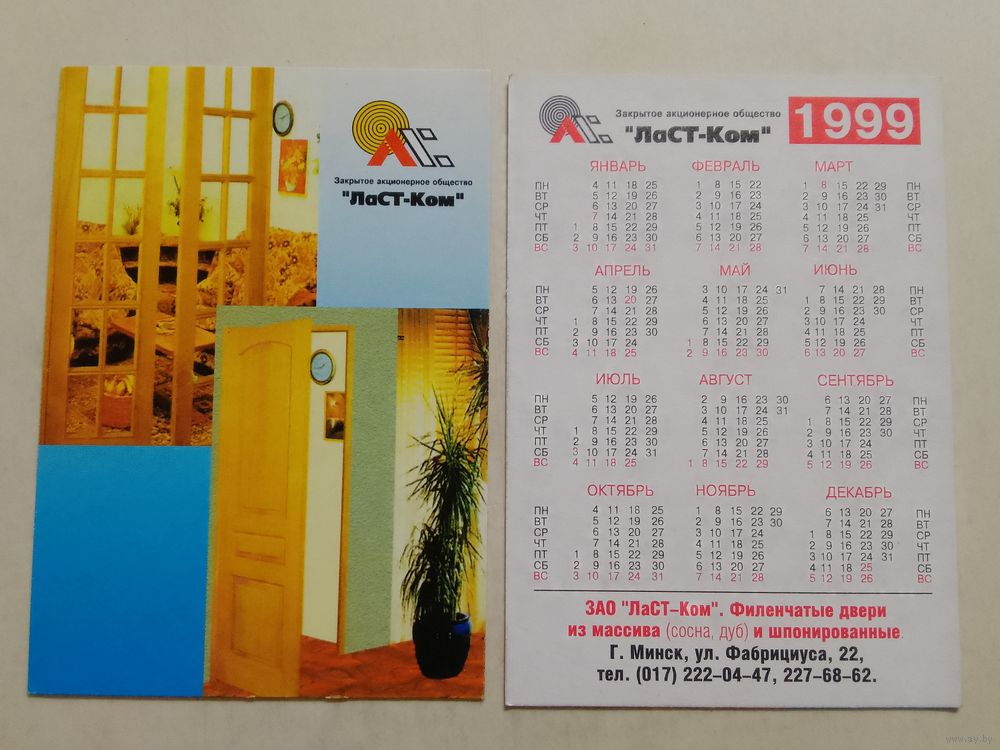 Закрытое акционерное общество
"ЛаСТ-Ком"
Закрытое акционерное общество
"ЛаСТ-Ком"
1999
ЯНВАРЬ ФЕВРАЛЬ МАРТ
ПН 4 11 18 25 1 8 15 22 1 8 15 22 29 ПН
ВТ 5 12 19 26 2 9 16 23 2 9 16 23 30 ВТ
СР 6 13 20 27 3 10 17 24 3 10 17 24 31 СР
ЧТ 7 14 21 28 4 11 18 25 4 11 18 25 ЧТ
ПТ 1 8 15 22 29 5 12 19 26 5 12 19 26 ПТ
СБ 2 9 16 23 30 6 13 20 27 6 13 20 27 СБ
ВС 3 10 17 24 31 7 14 21 28 7 14 21 28 ВС
АПРЕЛЬ МАЙ ИЮНЬ
ПН 5 12 19 26 3 10 17 24 31 7 14 21 28 ПН
ВТ 6 13 20 27 4 11 18 25 1 8 15 22 29 ВТ
СР 7 14 21 28 5 12 19 26 2 9 16 23 30 СР
ЧТ 1 8 15 22 29 6 13 20 27 3 10 17 24 ЧТ
ПТ 2 9 16 23 30 7 14 21 28 4 11 18 25 ПТ
СБ 3 10 17 24 1 8 15 22 29 5 12 19 26 СБ
ВС 4 11 18 25 2 9 16 23 30 6 13 20 27 ВС
ИЮЛЬ АВГУСТ СЕНТЯБРЬ
ПН 5 12 19 26 2 9 16 23 30 6 13 20 27 ПН
ВТ 6 13 20 27 3 10 17 24 31 7 14 21 28 ВТ
СР 7 14 21 28 4 11 18 25 1 8 15 22 29 СР
ЧТ 1 8 15 22 29 5 12 19 26 2 9 16 23 30 ЧТ
ПТ 2 9 16 23 30 6 13 20 27 3 10 17 24 ПТ
СБ 3 10 17 24 31 7 14 21 28 4 11 18 25 СБ
ВС 4 11 18 25 1 8 15 22 29 5 12 19 26 ВС
ОКТЯБРЬ НОЯБРЬ ДЕКАБРЬ
ПН 4 11 18 25 1 8 15 22 29 6 13 20 27 ПН
ВТ 5 12 19 26 2 9 16 23 30 7 14 21 28 ВТ
СР 6 13 20 27 3 10 17 24 1 8 15 22 29 СР
ЧТ 7 14 21 28 4 11 18 25 2 9 16 23 30 ЧТ
ПТ 1 8 15 22 29 5 12 19 26 3 10 17 24 31 ПТ
СБ 2 9 16 23 30 6 13 20 27 4 11 18 25 СБ
ВС 3 10 17 24 31 7 14 21 28 5 12 19 26 ВС
ЗАО "ЛаСТ-Ком". Филенчатые двери
из массива (сосна, дуб) и шпонированные.
Г. Минск, ул. Фабрициуса, 22,
тел. (017) 222-04-47, 227-68-62.
www.ay.by